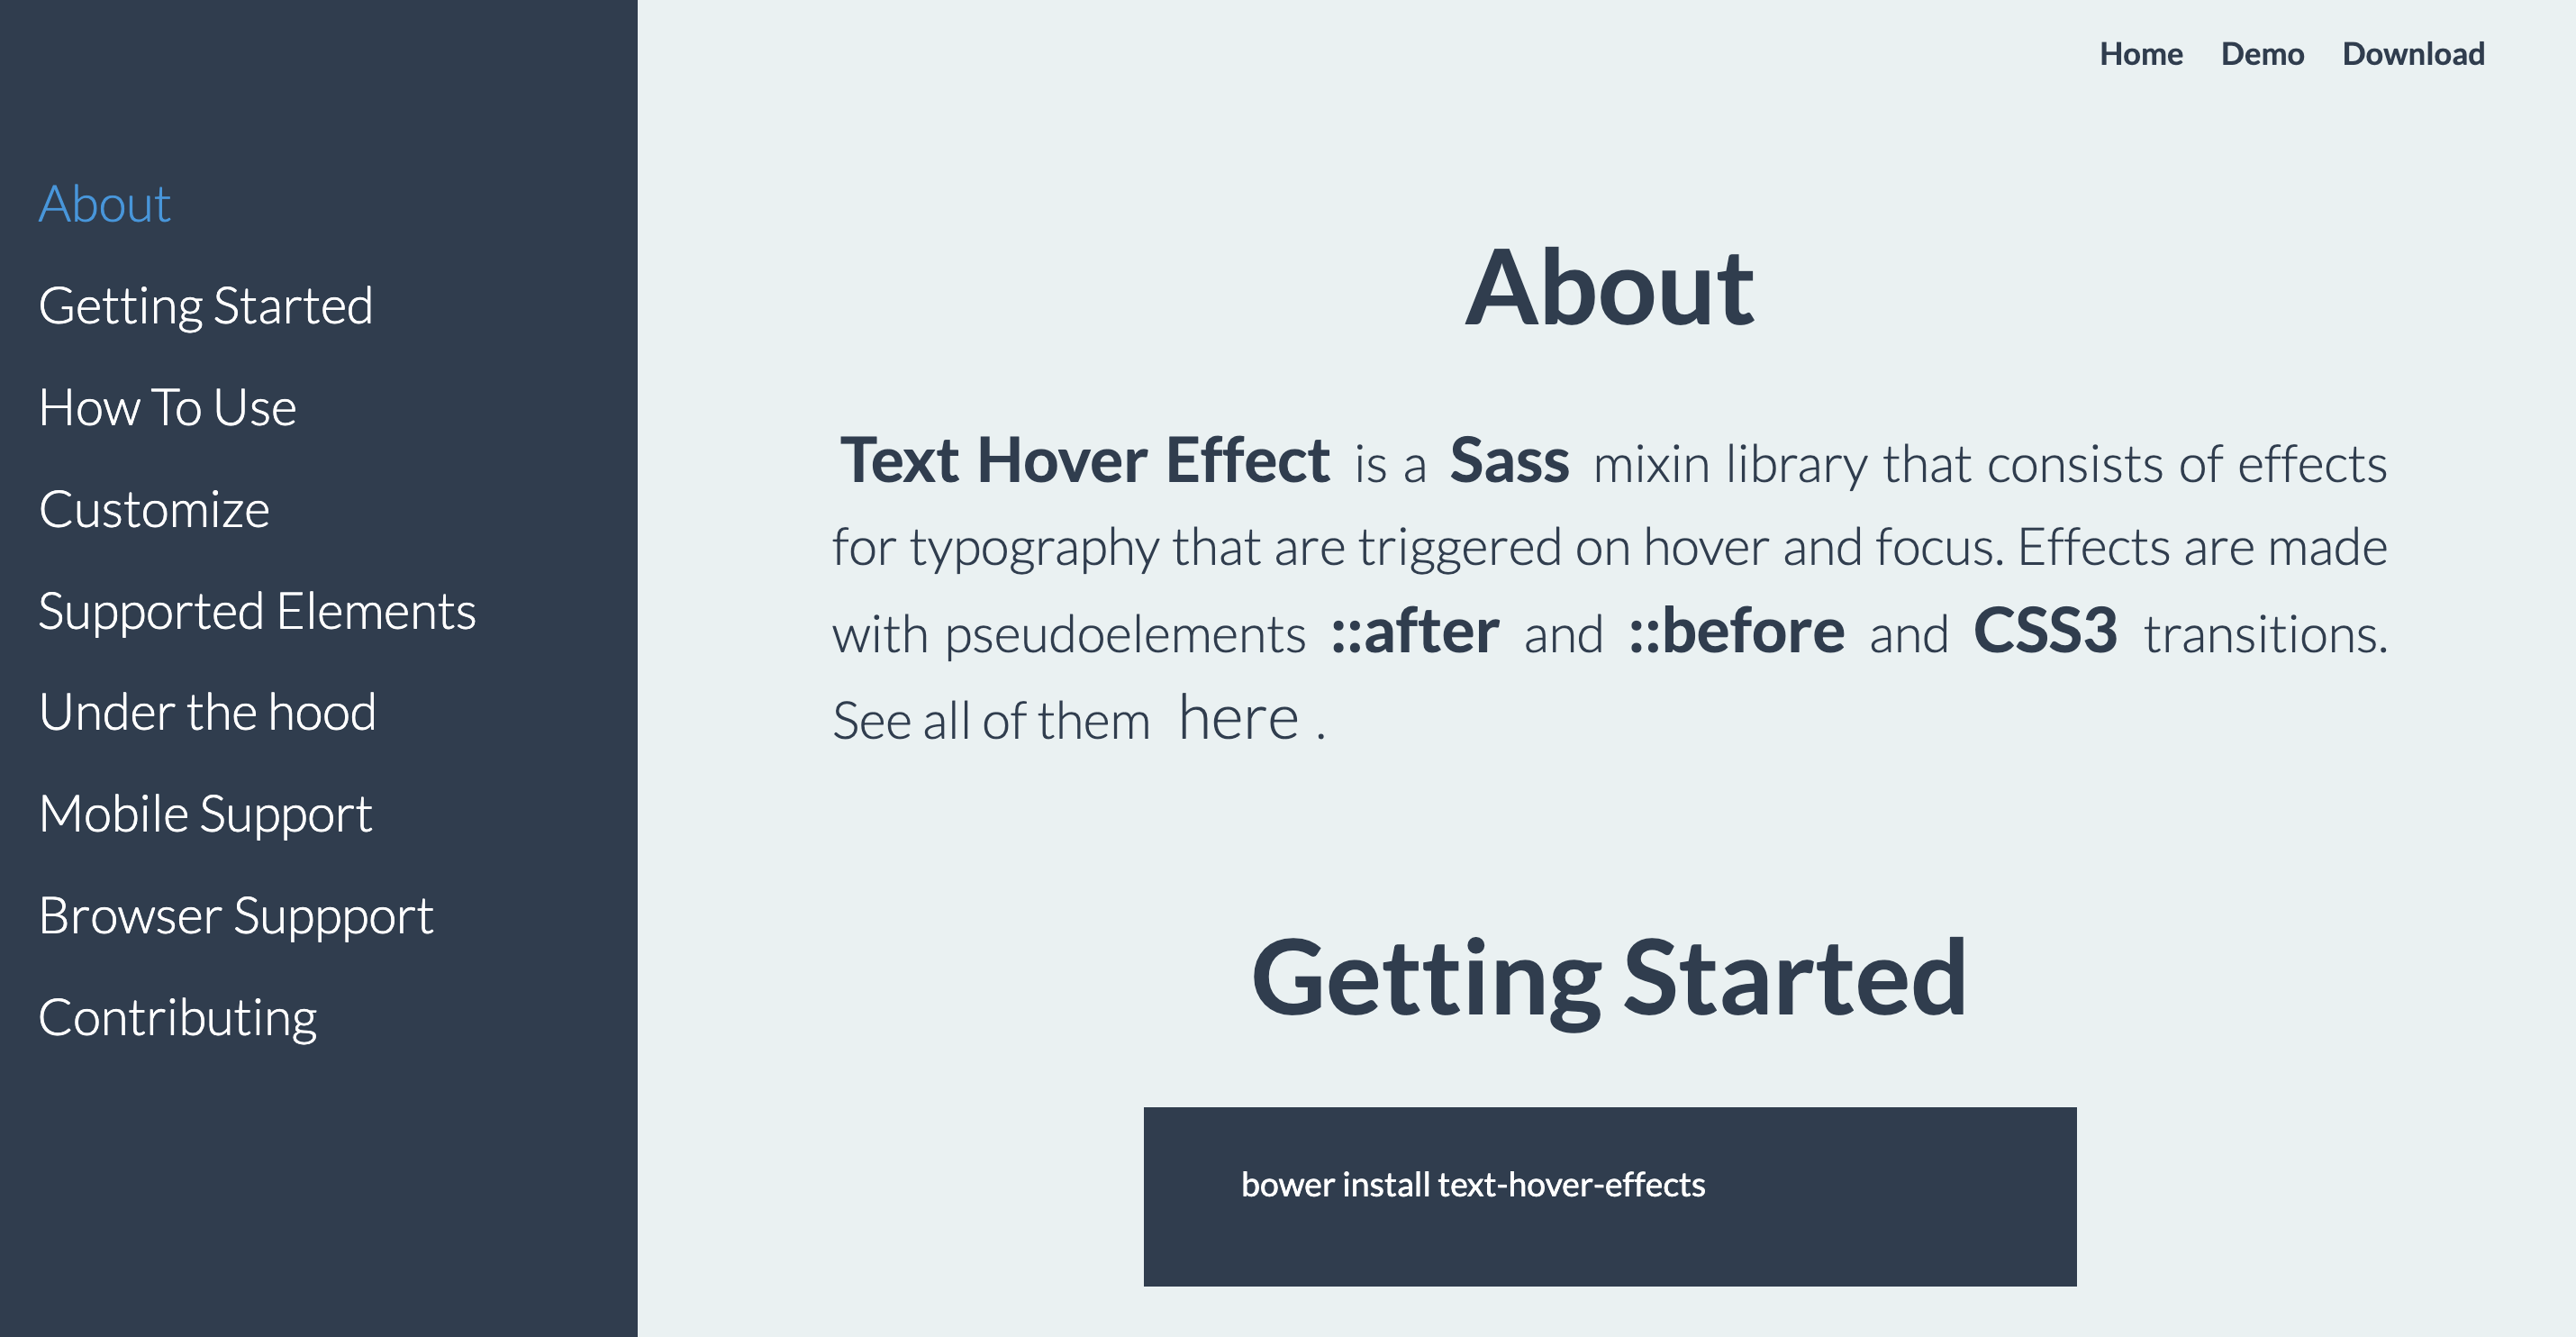 Home Demo Download
About
Getting Started
How To Use
Customize
Supported Elements
Under the hood
Mobile Support
Browser Suppport
Contributing
About
Text Hover Effect is a Sass mixin library that consists of effects
for typography that are triggered on hover and focus. Effects are made
with pseudoelements ::after and ::before and CSS3 transitions.
See all of them here .
Getting Started
bower install text-hover-effects